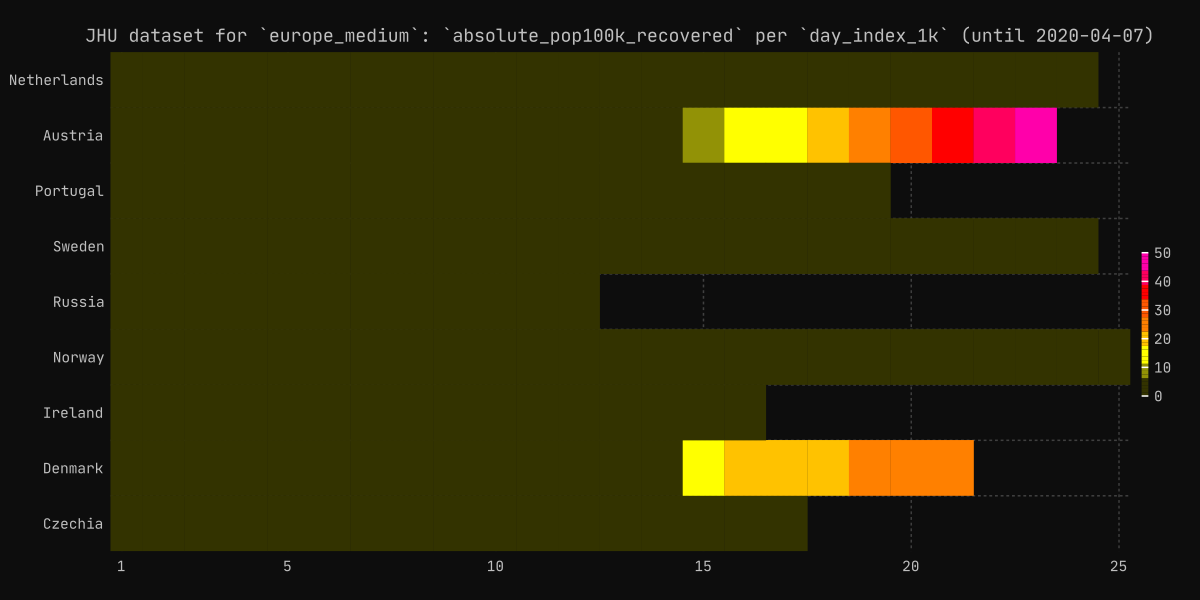 JHU dataset for `europe_medium`: `absolute_pop100k_recovered` per `day_index_1k` (until 2020-04-07)
Netherlands
Austria
Portugal
Sweden
Russia
Norway
Ireland
Denmark
Czechia
1 5 10 15 20 25
50
40
30
20
10
0